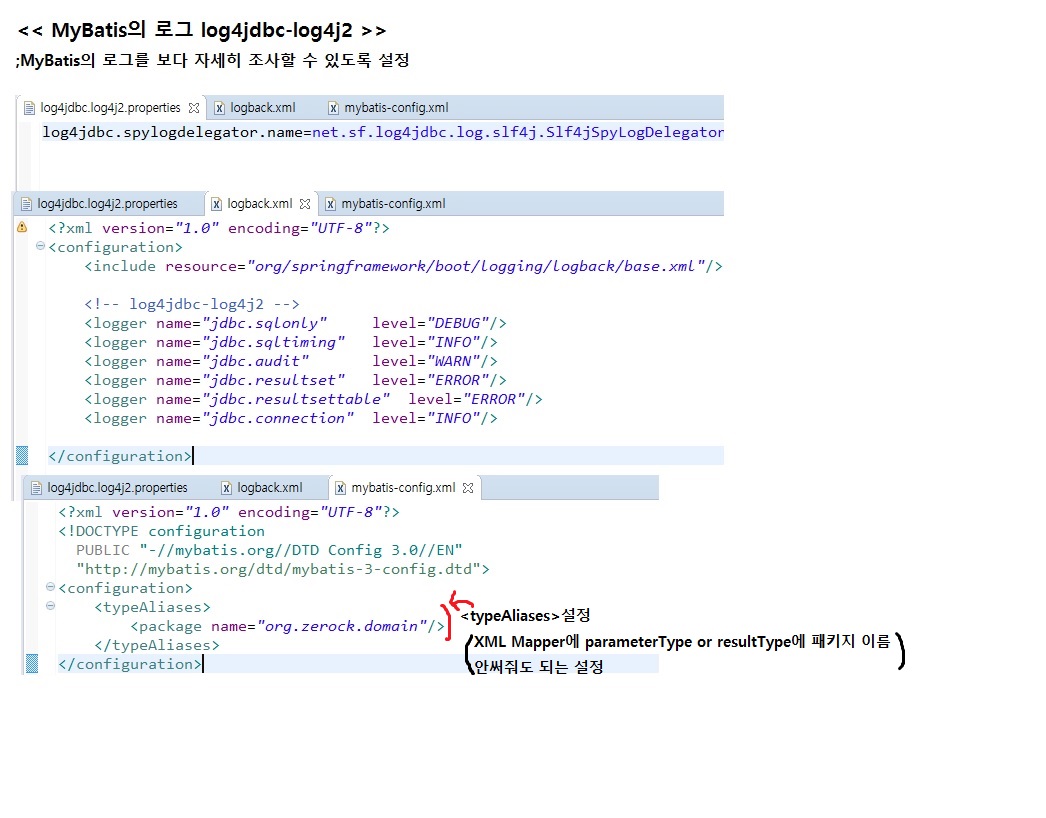 << MyBatis의 로그 log4jdbc-log4j2 >>
;MyBatis의 로그를 보다 자세히 조사할 수 있도록 설정
log4jdbc.log4j2.properties logback.xml mybatis-config.xml
log4jdbc.spylogdelegator.name=net.sf.log4jdbc.log.slf4j.Slf4jSpyLogDelegator
log4jdbc.log4j2.properties logback.xml mybatis-config.xml
<?xml version="1.0" encoding="UTF-8"?>
<configuration>
<include resource="org/springframework/boot/logging/logback/base.xml"/>
<!-- log4jdbc-log4j2 -->
<logger name="jdbc.sqlonly" level="DEBUG"/>
<logger name="jdbc.sqltiming" level="INFO"/>
<logger name="jdbc.audit" level="WARN"/>
<logger name="jdbc.resultset" level="ERROR"/>
<logger name="jdbc.resultsettable" level="ERROR"/>
<logger name="jdbc.connection" level="INFO"/>
</configuration>
log4jdbc.log4j2.properties logback.xml mybatis-config.xml
<?xml version="1.0" encoding="UTF-8"?>
<!DOCTYPE configuration
PUBLIC "-//mybatis.org//DTD Config 3.0//EN"
"http://mybatis.org/dtd/mybatis-3-config.dtd">
<configuration>
<typeAliases>
<package name="org.zerock.domain"/>
</typeAliases>
</configuration>
<typeAliases>설정
XML Mapper에 parameterType or resultType에 패키지 이름
안써줘도 되는 설정